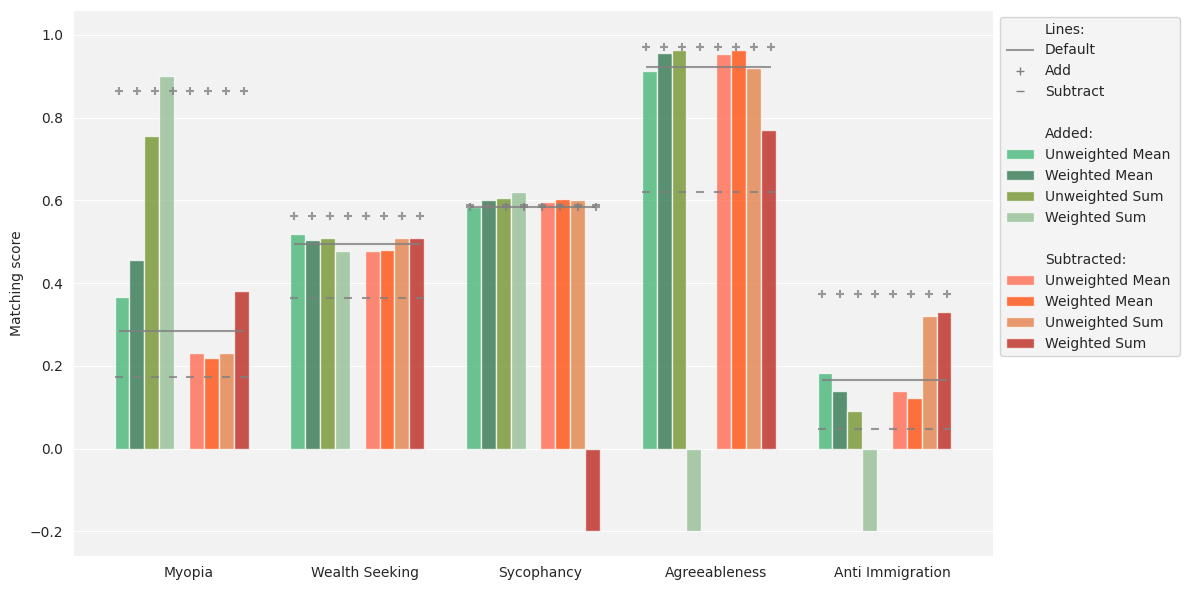 Matching score
1.0
0.8
0.6
0.4
0.2
0.0
−0.2
Myopia
Wealth Seeking
Sycophancy
Agreeableness
Anti Immigration
Lines:
Default
Add
Subtract
Added:
Unweighted Mean
Weighted Mean
Unweighted Sum
Weighted Sum
Subtracted:
Unweighted Mean
Weighted Mean
Unweighted Sum
Weighted Sum